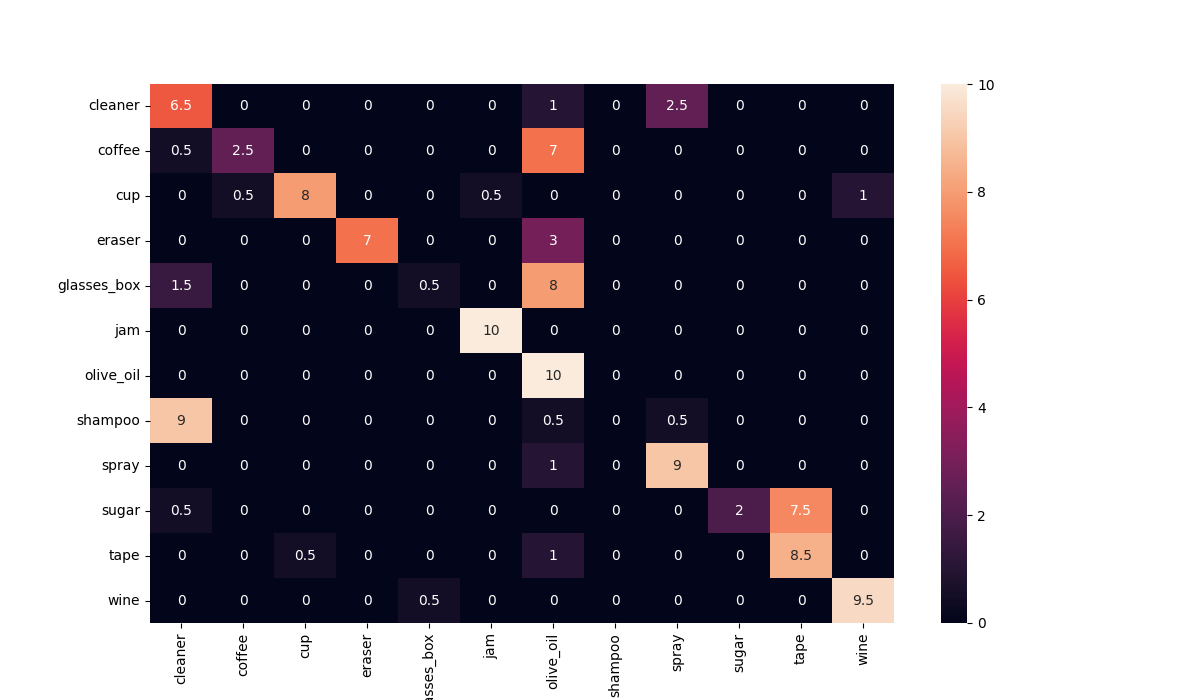 cleaner 6.5 0 0 0 0 0 1 0 2.5 0 0 0
coffee 0.5 2.5 0 0 0 0 7 0 0 0 0 0
cup 0 0.5 8 0 0 0.5 0 0 0 0 0 1
eraser 0 0 0 7 0 0 3 0 0 0 0 0
glasses_box 1.5 0 0 0 0.5 0 8 0 0 0 0 0
jam 0 0 0 0 0 10 0 0 0 0 0 0
olive_oil 0 0 0 0 0 0 10 0 0 0 0 0
shampoo 9 0 0 0 0 0 0.5 0 0.5 0 0 0
spray 0 0 0 0 0 0 1 0 9 0 0 0
sugar 0.5 0 0 0 0 0 0 0 0 2 7.5 0
tape 0 0 0.5 0 0 0 1 0 0 0 8.5 0
wine 0 0 0 0 0.5 0 0 0 0 0 0 9.5
cleaner coffee cup eraser asses_box jam olive_oil shampoo spray sugar tape wine
10
8
6
4
2
0